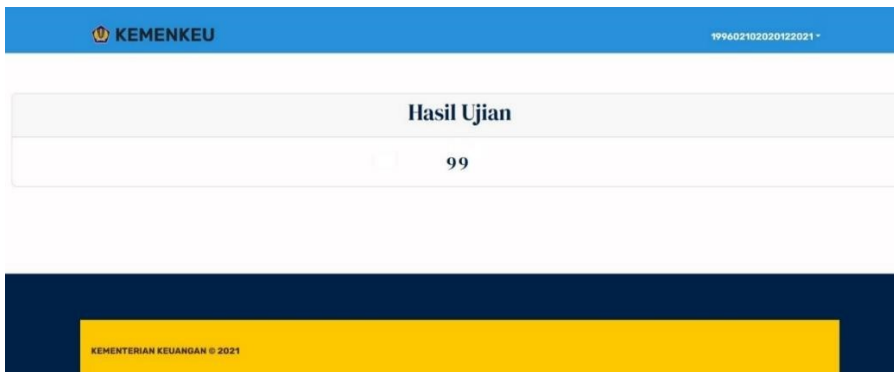 KEMENKEU
199602102020122021
Hasil Ujian
99
KEMENTERIAN KEUANGAN © 2021